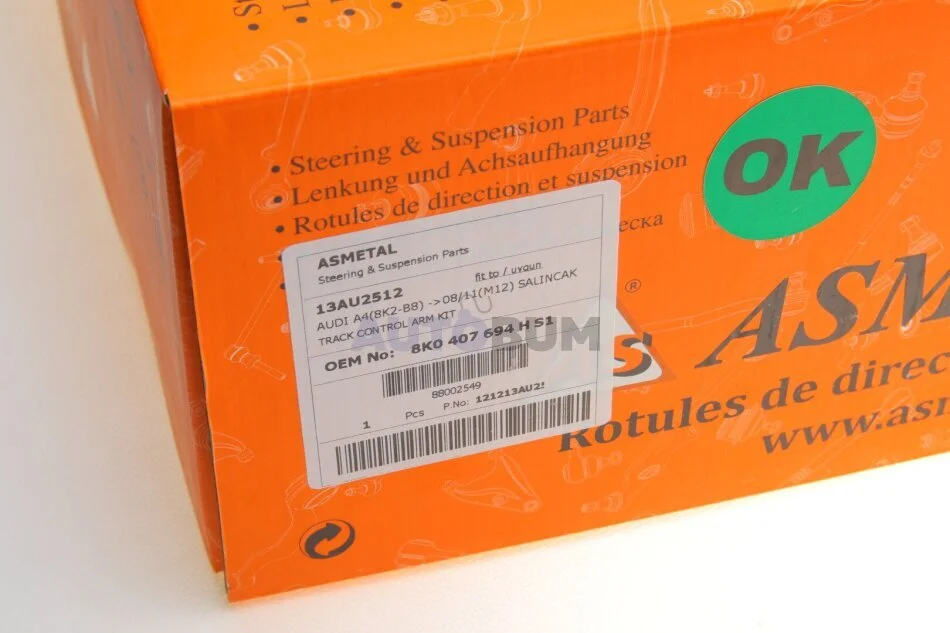 • Steering & Suspension Parts
• Lenkung und Achsaufhangung
• Rotules de direction et suspension
OK
ASMETAL
Steering & Suspension Parts
fit to / uygun
13AU2512
AUDI A4(8K2-B8) ->08/11(M12) SALINCAK
TRACK CONTROL ARM KIT
OEM No: 8K0 407 694 H S1
88002549
1 Pcs P.No: 121213AU2
AUTOBUM
®
S ASM
Rotules de direc
www.asm